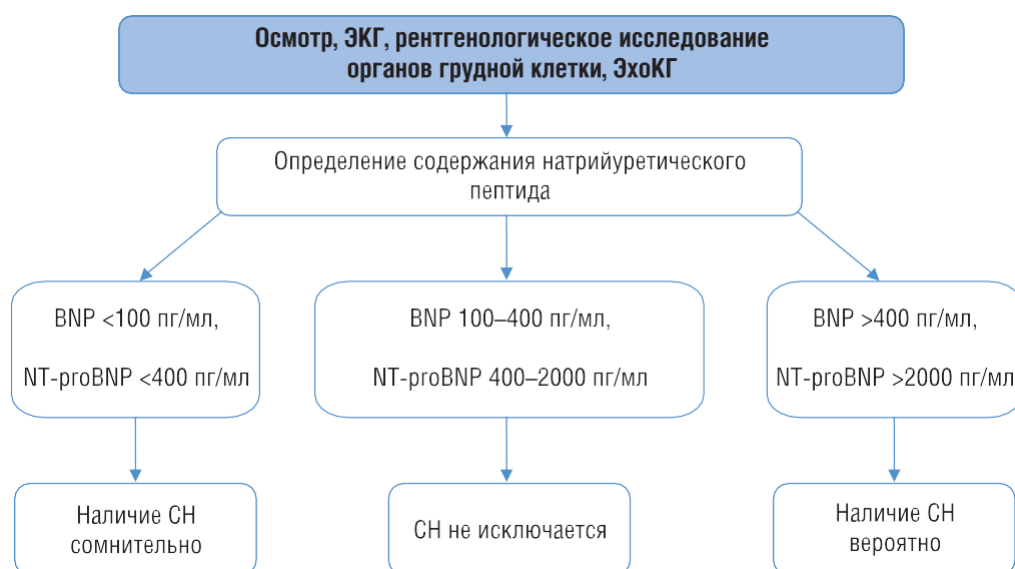 Осмотр, ЭКГ, рентгенологическое исследование
органов грудной клетки, ЭхоКГ
Определение содержания натрийуретического
пептида
BNP <100 пг/мл,
NT-proBNP <400 пг/мл
BNP 100–400 пг/мл,
NT-proBNP 400–2000 пг/мл
BNP >400 пг/мл,
NT-proBNP >2000 пг/мл
Наличие СН
сомнительно
СН не исключается
Наличие СН
вероятно